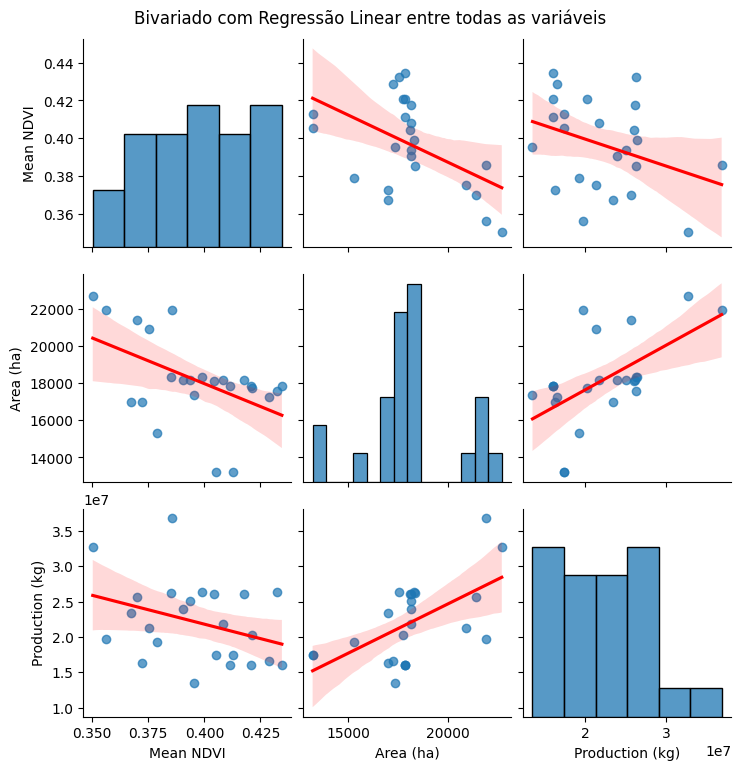 Bivariado com Regressão Linear entre todas as variáveis
Mean NDVI
0.44
0.42
0.40
0.38
0.36
Area (ha)
22000
20000
18000
16000
14000
1e7
Production (kg)
3.5
3.0
2.5
2.0
1.5
1.0
0.350 0.375 0.400 0.425
15000 20000
2 3
1e7
Mean NDVI
Area (ha)
Production (kg)